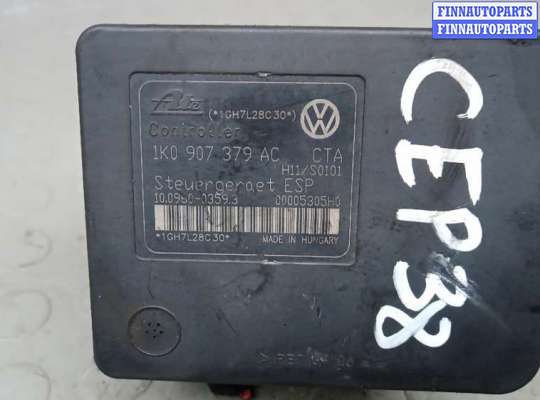 FINNAUTOPARTS
FINNAUTOPARTS
Ate
(*1GH7L28C30*)
Controller
1K0 907 379 AC CTA
H11/S0101
Steuergeraet ESP
10.0960-0359.3 00005305H0
*1GH7L28C30*
MADE IN HUNGARY
CEP38